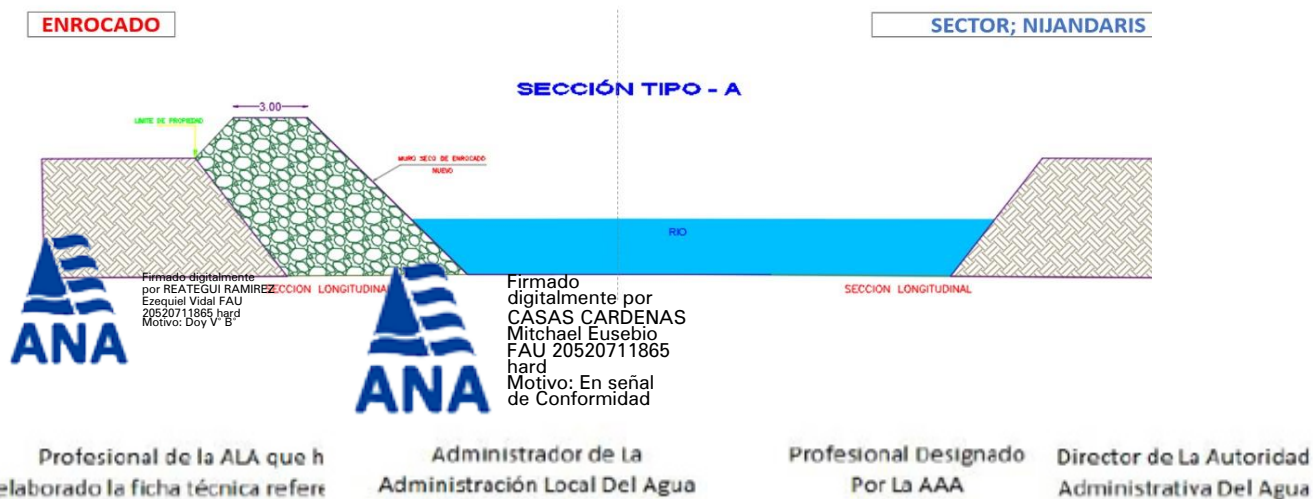 ENROCADO
SECTOR; NIJANDARIS
SECCIÓN TIPO - A
3.00
LIMITE DE PROPIEDAD
MURO SECO DE ENROCADO
NUEVO
RIO
SECCION LONGITUDINAL
SECCION LONGITUDINAL
ANA
Firmado digitalmente
por REATEGUI RAMIREZ
Ezequiel Vidal FAU
20520711865 hard
Motivo: Doy V° B°
ANA
Firmado
digitalmente por
CASAS CARDENAS
Mitchael Eusebio
FAU 20520711865
hard
Motivo: En señal
de Conformidad
Profesional de la ALA que h
elaborado la ficha técnica refere
Administrador de La
Administración Local Del Agua
Profesional Designado
Por La AAA
Director de La Autoridad
Administrativa Del Agua